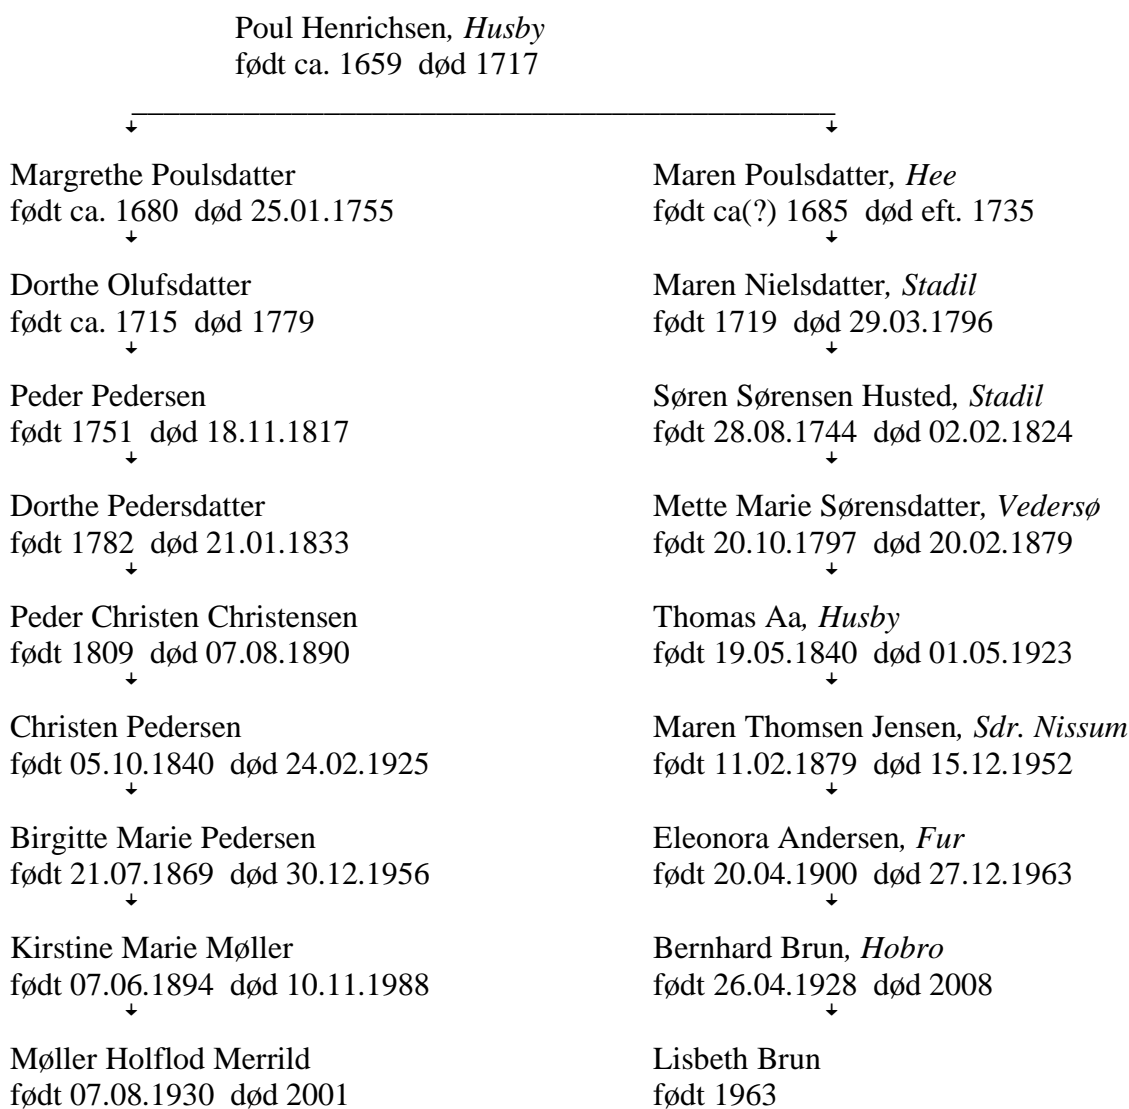 Poul Henrichsen, Husby
født ca. 1659 død 1717
Margrethe Poulsdatter
født ca. 1680 død 25.01.1755
Dorthe Olufsdatter
født ca. 1715 død 1779
Peder Pedersen
født 1751 død 18.11.1817
Dorthe Pedersdatter
født 1782 død 21.01.1833
Peder Christen Christensen
født 1809 død 07.08.1890
Christen Pedersen
født 05.10.1840 død 24.02.1925
Birgitte Marie Pedersen
født 21.07.1869 død 30.12.1956
Kirstine Marie Møller
født 07.06.1894 død 10.11.1988
Møller Holflod Merrild
født 07.08.1930 død 2001
Maren Poulsdatter, Hee
født ca(?) 1685 død eft. 1735
Maren Nielsdatter, Stadil
født 1719 død 29.03.1796
Søren Sørensen Husted, Stadil
født 28.08.1744 død 02.02.1824
Mette Marie Sørensdatter, Vedersø
født 20.10.1797 død 20.02.1879
Thomas Aa, Husby
født 19.05.1840 død 01.05.1923
Maren Thomsen Jensen, Sdr. Nissum
født 11.02.1879 død 15.12.1952
Eleonora Andersen, Fur
født 20.04.1900 død 27.12.1963
Bernhard Brun, Hobro
født 26.04.1928 død 2008
Lisbeth Brun
født 1963